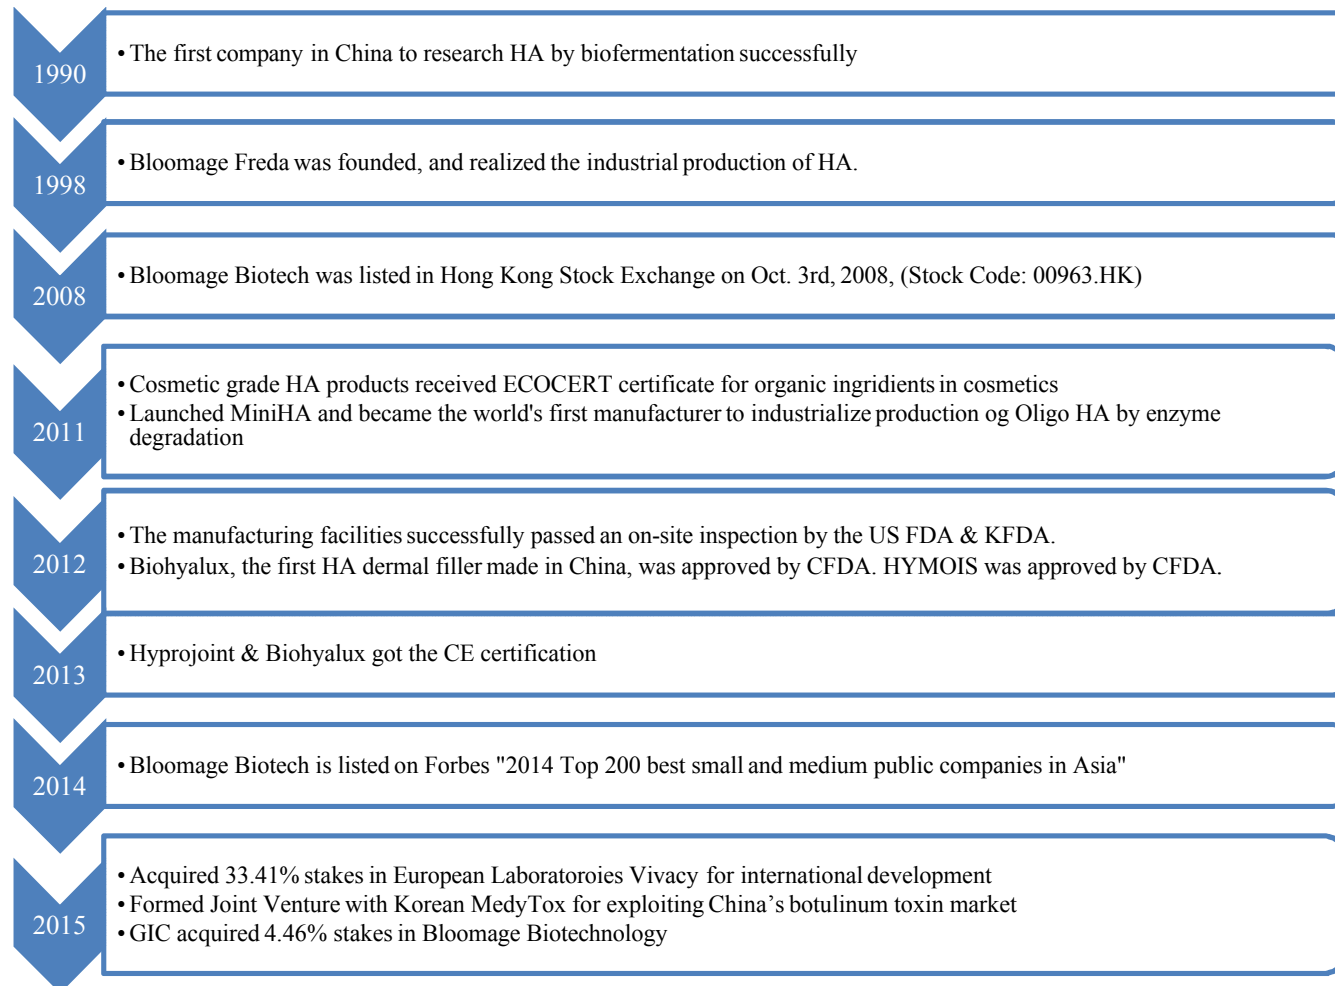 1990
• The first company in China to research HA by biofermentation successfully
1998
• Bloomage Freda was founded, and realized the industrial production of HA.
2008
• Bloomage Biotech was listed in Hong Kong Stock Exchange on Oct. 3rd, 2008, (Stock Code: 00963.HK)
2011
• Cosmetic grade HA products received ECOCERT certificate for organic ingridients in cosmetics
• Launched MiniHA and became the world's first manufacturer to industrialize production og Oligo HA by enzyme
degradation
2012
• The manufacturing facilities successfully passed an on-site inspection by the US FDA & KFDA.
• Biohyalux, the first HA dermal filler made in China, was approved by CFDA. HYMOIS was approved by CFDA.
2013
• Hyprojoint & Biohyalux got the CE certification
2014
• Bloomage Biotech is listed on Forbes "2014 Top 200 best small and medium public companies in Asia"
2015
• Acquired 33.41% stakes in European Laboratoroies Vivacy for international development
• Formed Joint Venture with Korean MedyTox for exploiting China’s botulinum toxin market
• GIC acquired 4.46% stakes in Bloomage Biotechnology